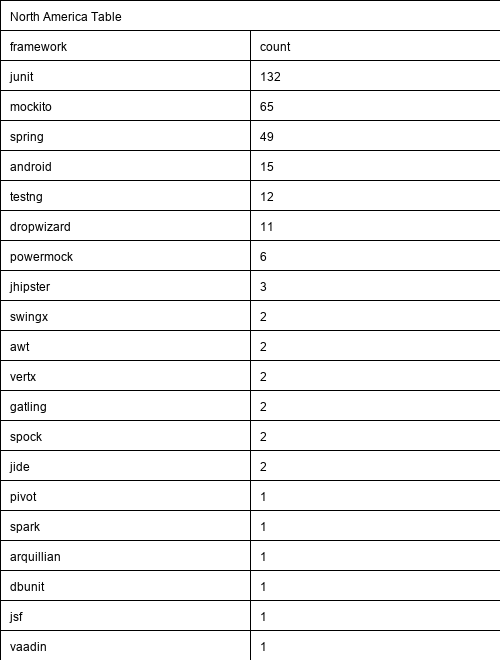 North America Table
framework count
junit 132
mockito 65
spring 49
android 15
testng 12
dropwizard 11
powermock 6
jhipster 3
swingx 2
awt 2
vertx 2
gatling 2
spock 2
jide 2
pivot 1
spark 1
arquillian 1
dbunit 1
jsf 1
vaadin 1